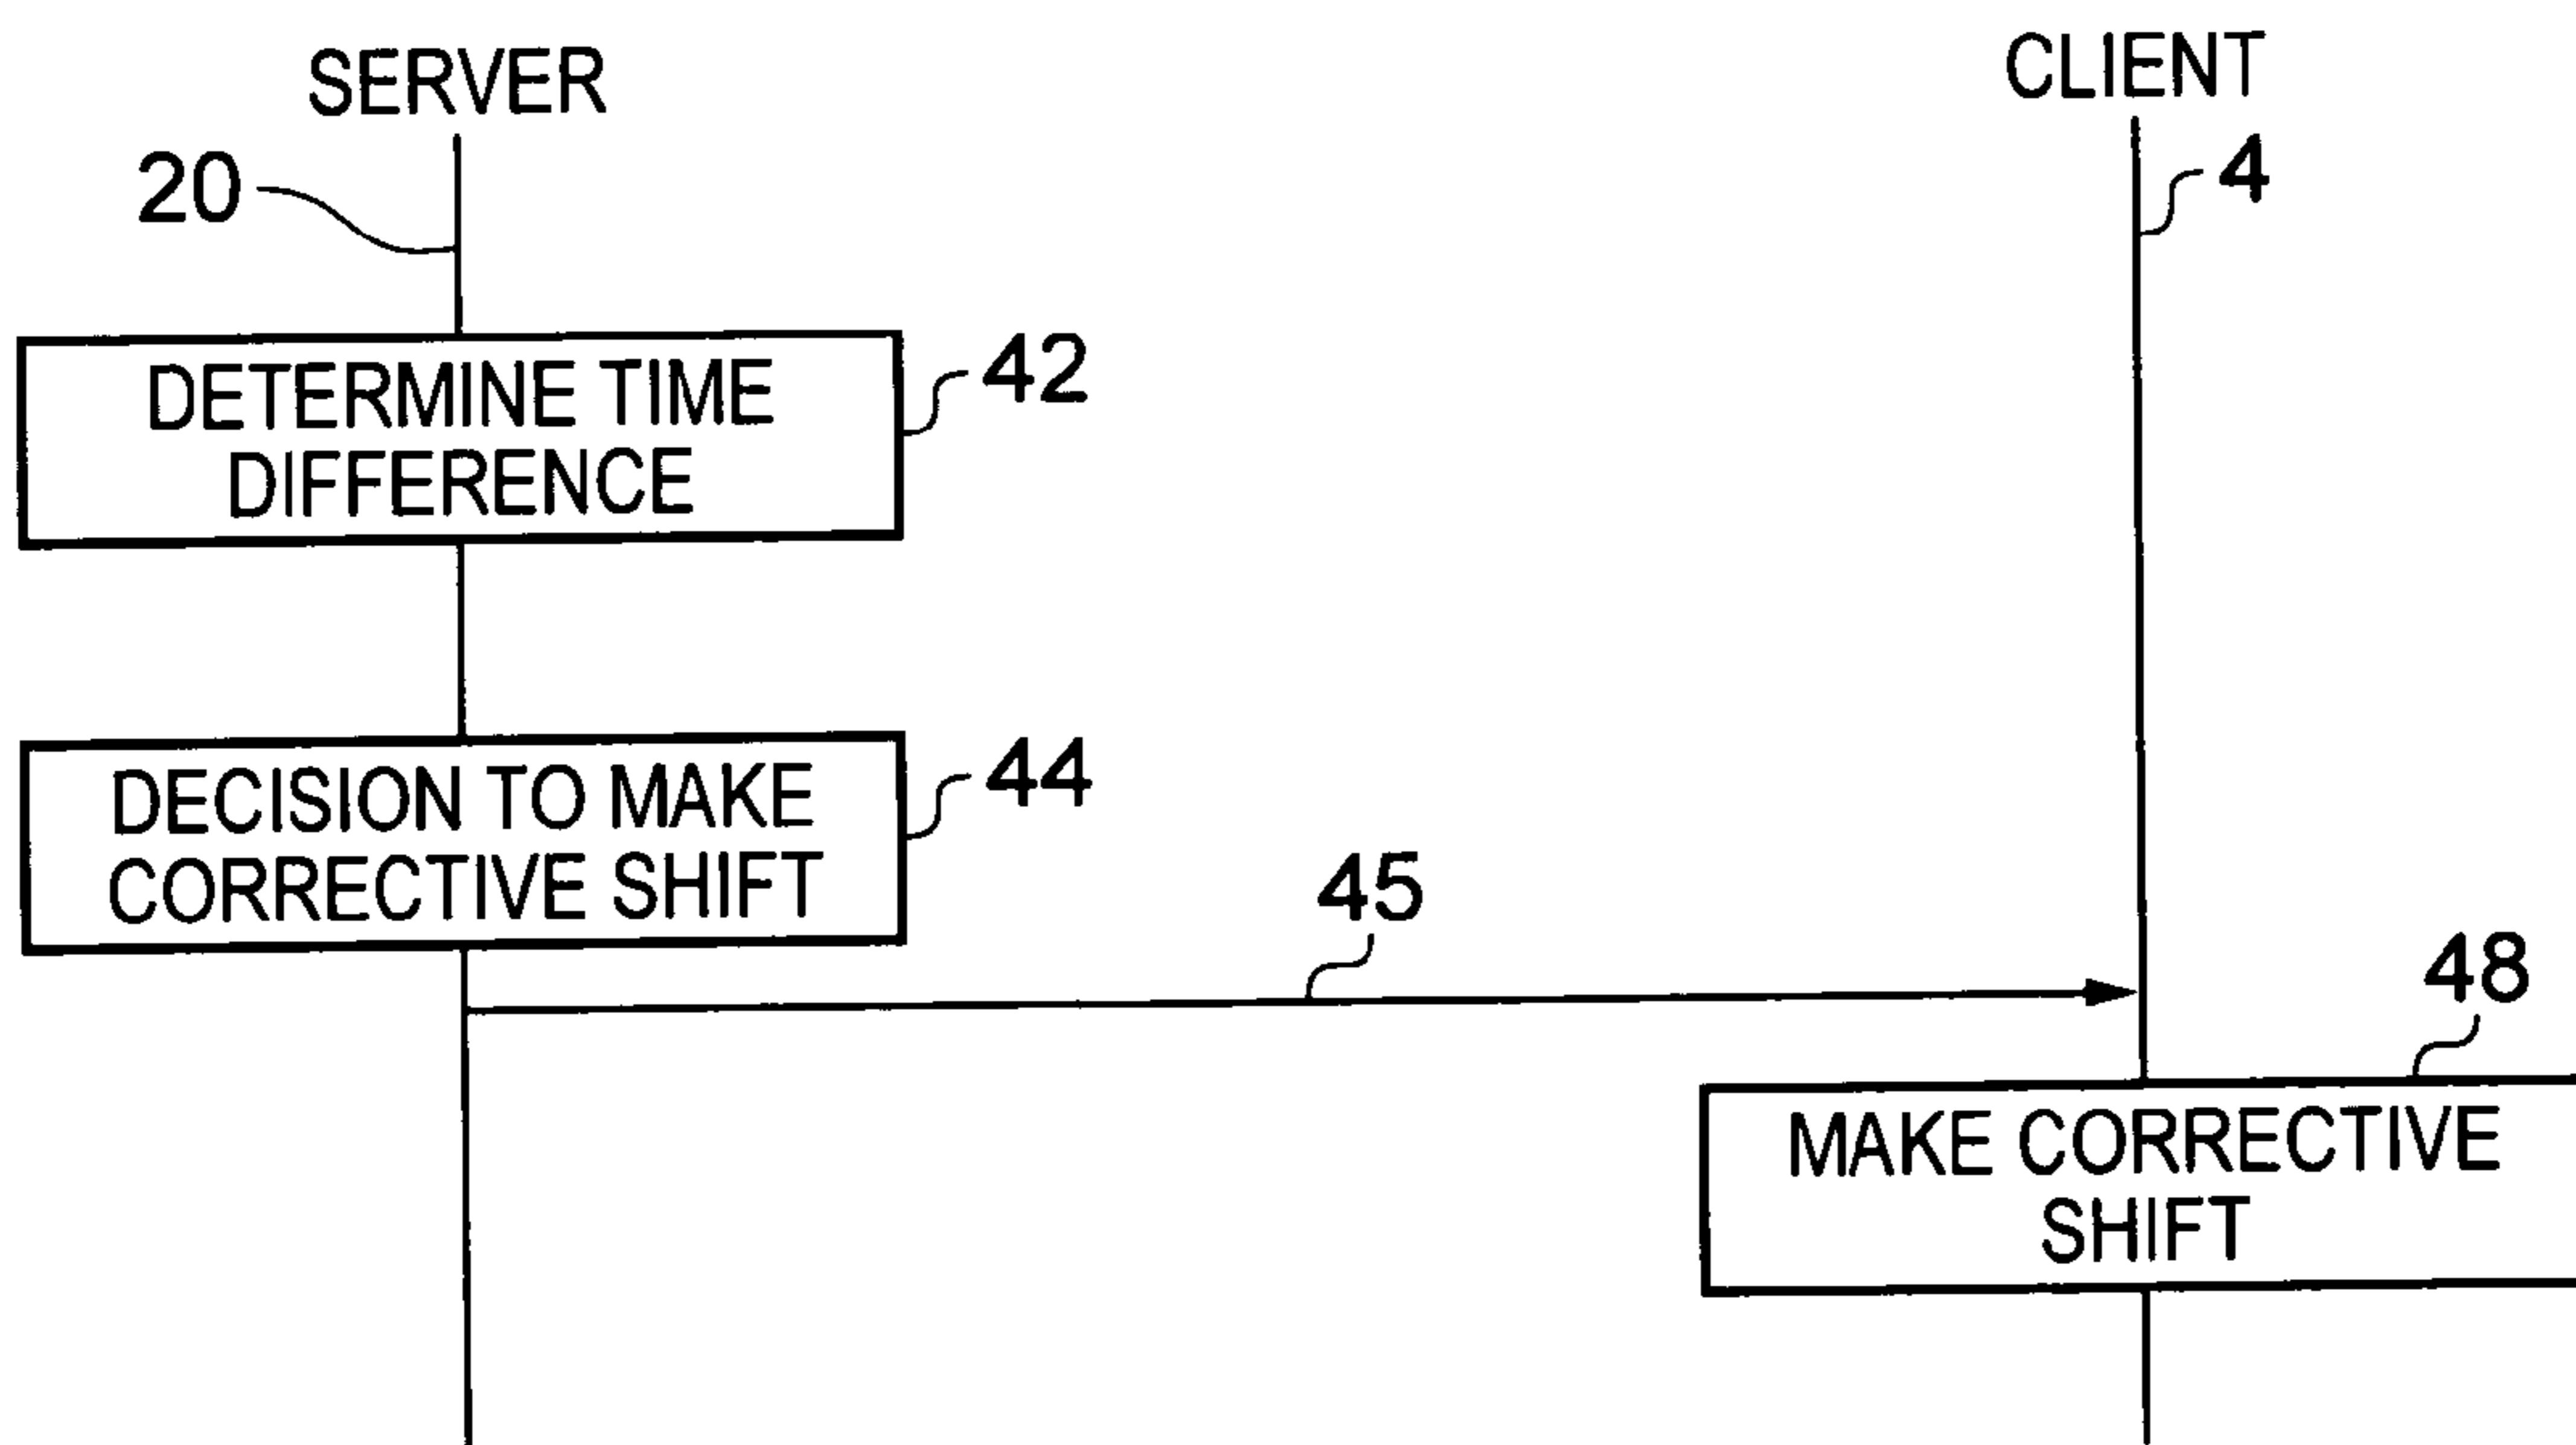 SERVER
CLIENT
20
4
42
DETERMINE TIME
DIFFERENCE
44
DECISION TO MAKE
CORRECTIVE SHIFT
45
48
MAKE CORRECTIVE
SHIFT